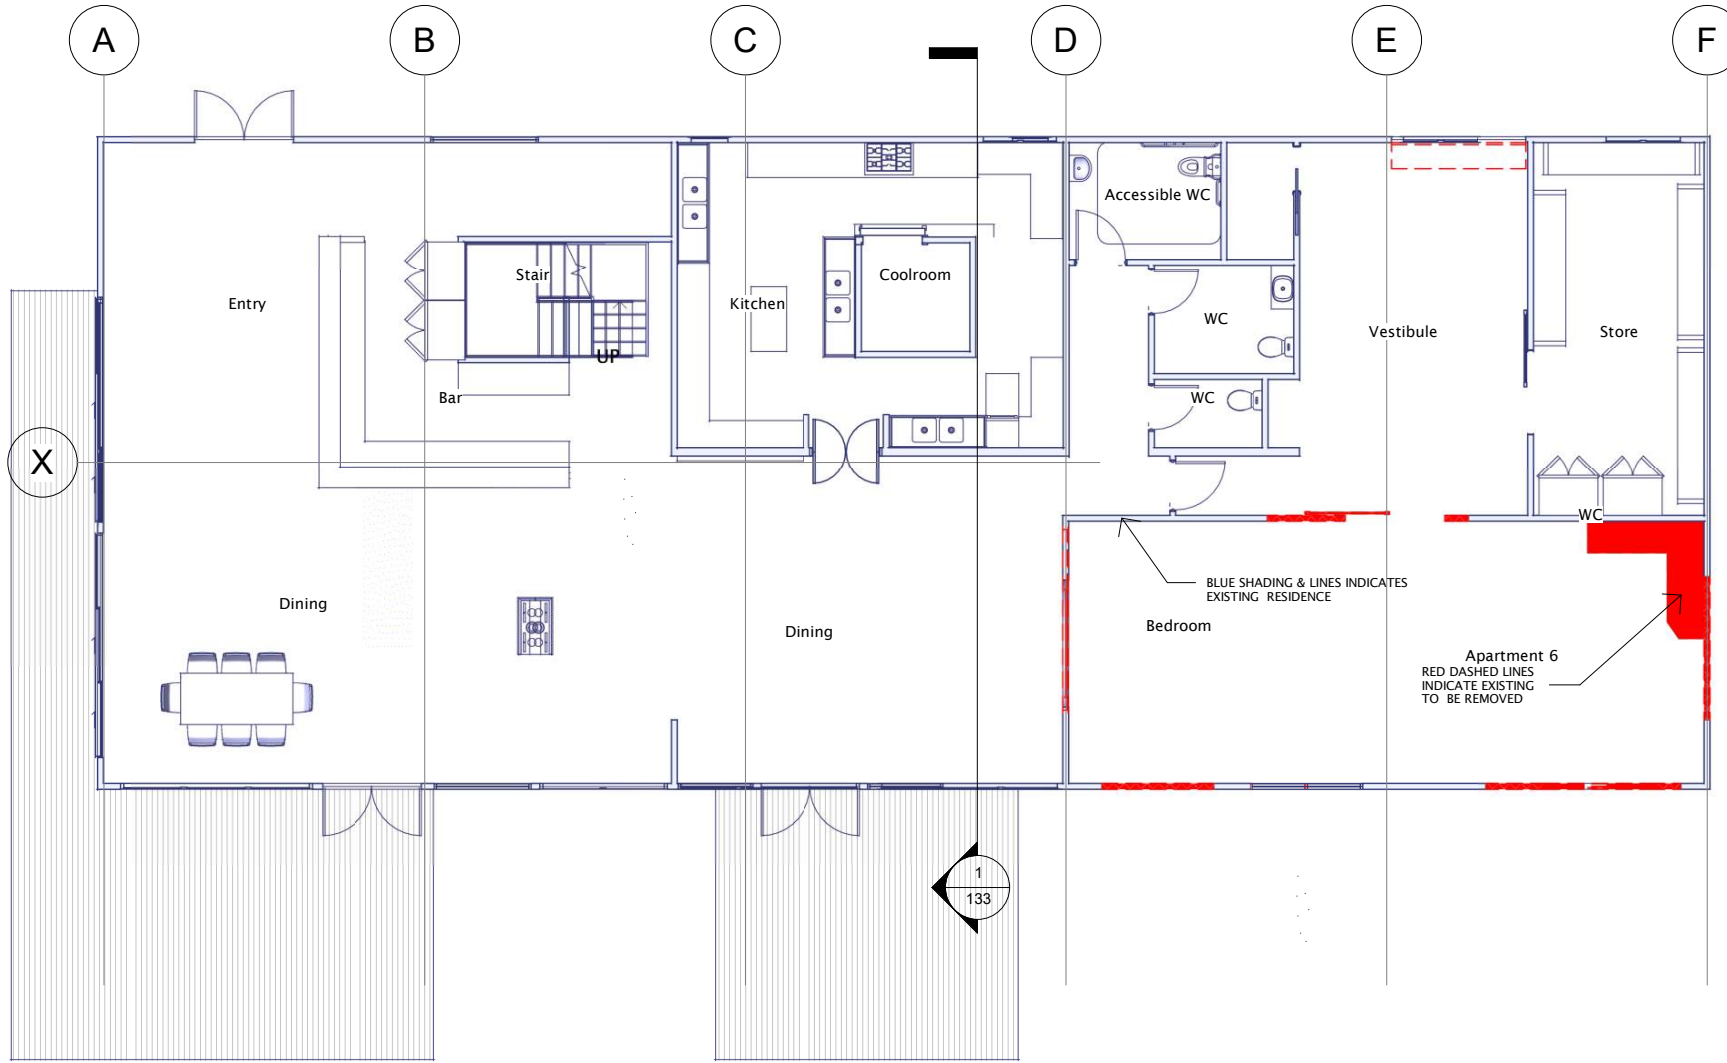 A
B
C
D
E
F
Accessible WC
Stair
Coolroom
Entry
Kitchen
WC
Vestibule
Store
UP
Bar
WC
X
WC
BLUE SHADING & LINES INDICATES
EXISTING RESIDENCE
Dining
Dining
Bedroom
Apartment 6
RED DASHED LINES
INDICATE EXISTING
TO BE REMOVED
1
133